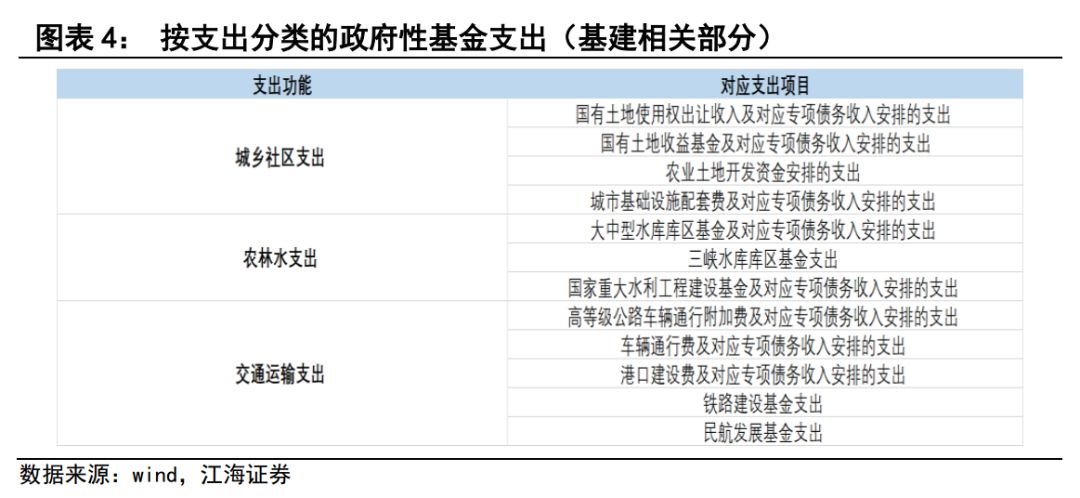 图表 4： 按支出分类的政府性基金支出（基建相关部分）
支出功能 对应支出项目
城乡社区支出
国有土地使用权出让收入及对应专项债务收入安排的支出
国有土地收益基金及对应专项债务收入安排的支出
农业土地开发资金安排的支出
城市基础设施配套费及对应专项债务收入安排的支出
农林水支出
大中型水库库区基金及对应专项债务收入安排的支出
三峡水库库区基金支出
国家重大水利工程建设基金及对应专项债务收入安排的支出
交通运输支出
高等级公路车辆通行附加费及对应专项债务收入安排的支出
车辆通行费及对应专项债务收入安排的支出
港口建设费及对应专项债务收入安排的支出
铁路建设基金支出
民航发展基金支出
数据来源：wind，江海证券